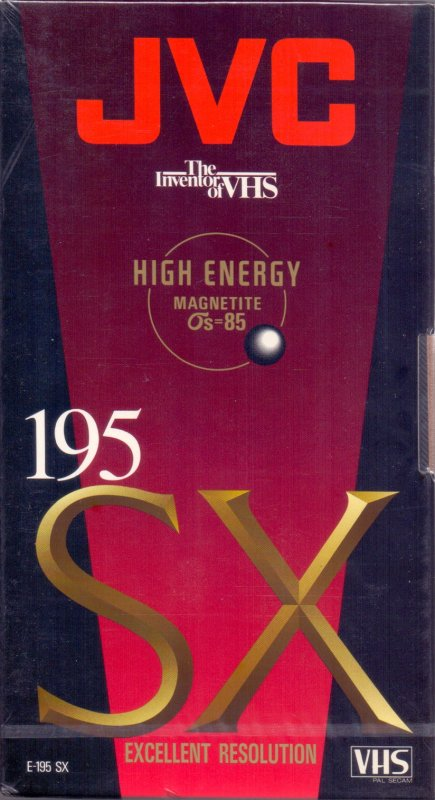 JVC
The
Inventor
of VHS
HIGH ENERGY
MAGNETITE
σs=85
195
SX
EXCELLENT RESOLUTION
E-195 SX
VHS
PAL SECAM